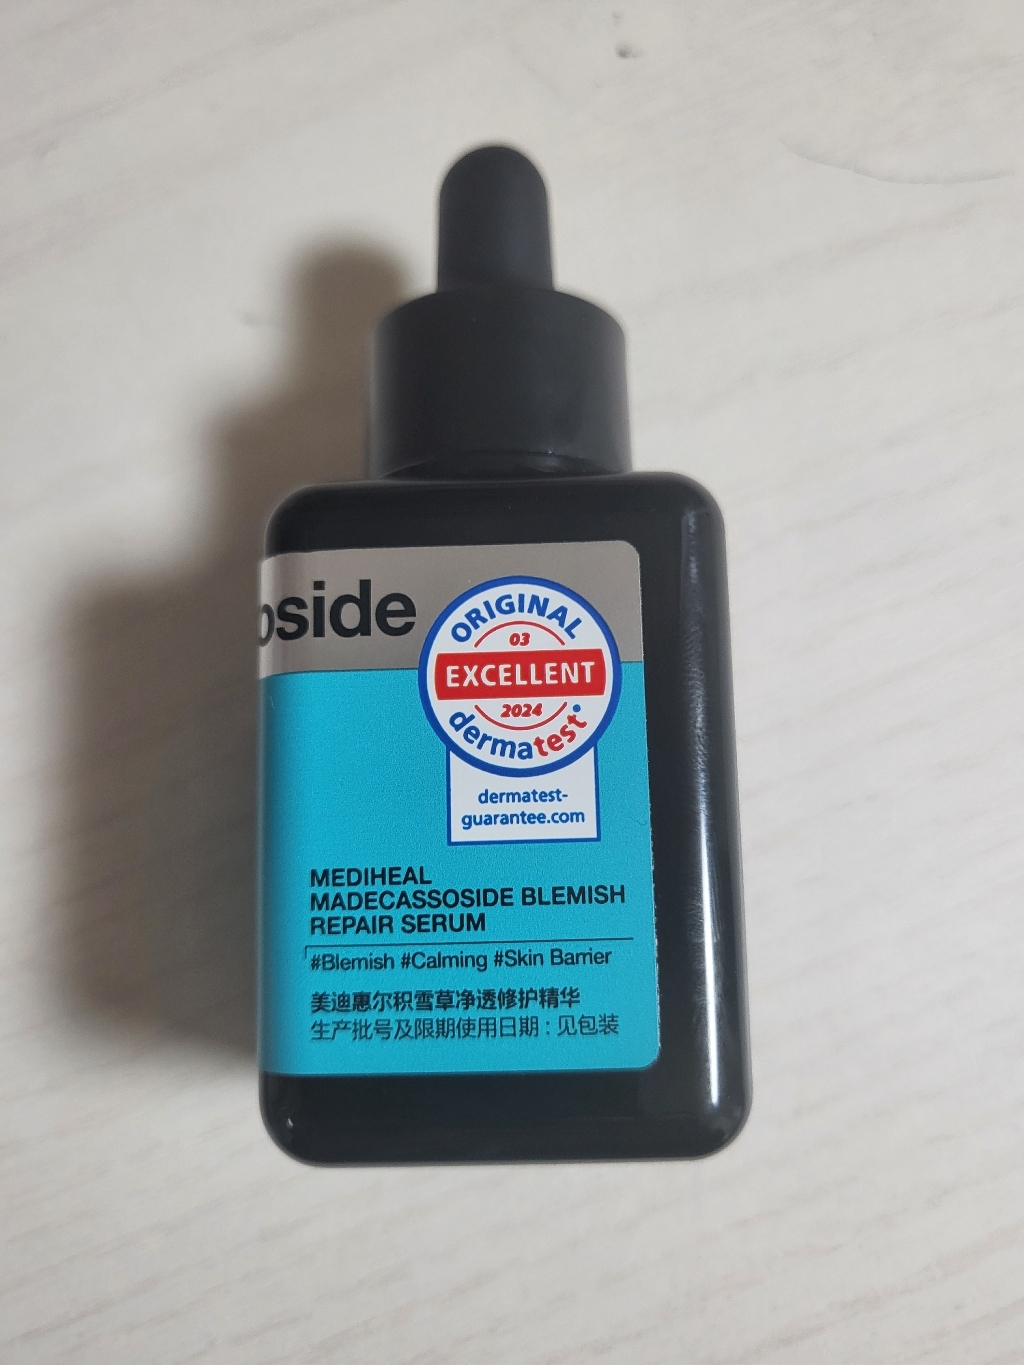 oside
ORIGINAL
03
EXCELLENT
2024
dermatest
dermatest-
guarantee.com
MEDIHEAL
MADECASSOSIDE BLEMISH
REPAIR SERUM
#Blemish #Calming #Skin Barrier
美迪惠尔积雪草净透修护精华
生产批号及限期使用日期：见包装